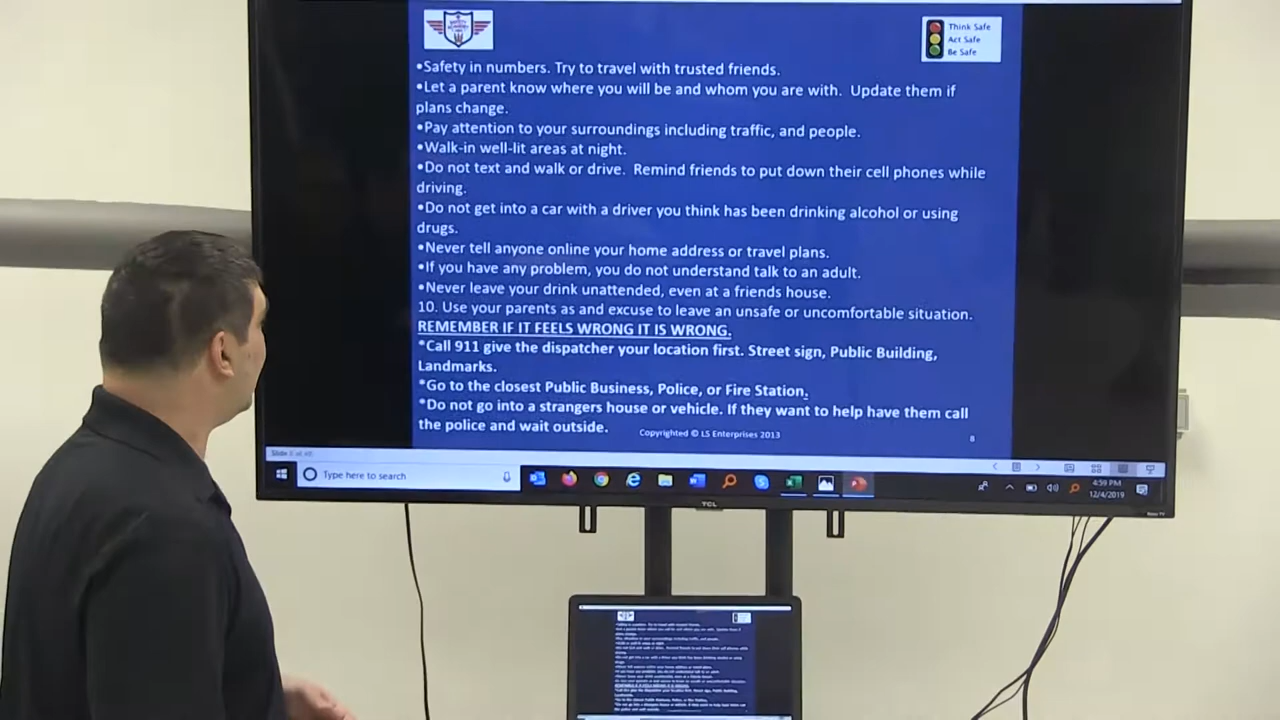 Think Safe
Act Safe
Be Safe
•Safety in numbers. Try to travel with trusted friends.
•Let a parent know where you will be and whom you are with.  Update them if
plans change.
•Pay attention to your surroundings including traffic, and people.
•Walk-in well-lit areas at night.
•Do not text and walk or drive.  Remind friends to put down their cell phones while
driving.
•Do not get into a car with a driver you think has been drinking alcohol or using
drugs.
•Never tell anyone online your home address or travel plans.
•If you have any problem, you do not understand talk to an adult.
•Never leave your drink unattended, even at a friends house.
10. Use your parents as and excuse to leave an unsafe or uncomfortable situation.
REMEMBER IF IT FEELS WRONG IT IS WRONG.
*Call 911 give the dispatcher your location first. Street sign, Public Building,
Landmarks.
*Go to the closest Public Business, Police, or Fire Station.
*Do not go into a strangers house or vehicle. If they want to help have them call
the police and wait outside.
Copyrighted © LS Enterprises 2013
8
Type here to search
4:59 PM
12/4/2019
TCL
Roku TV